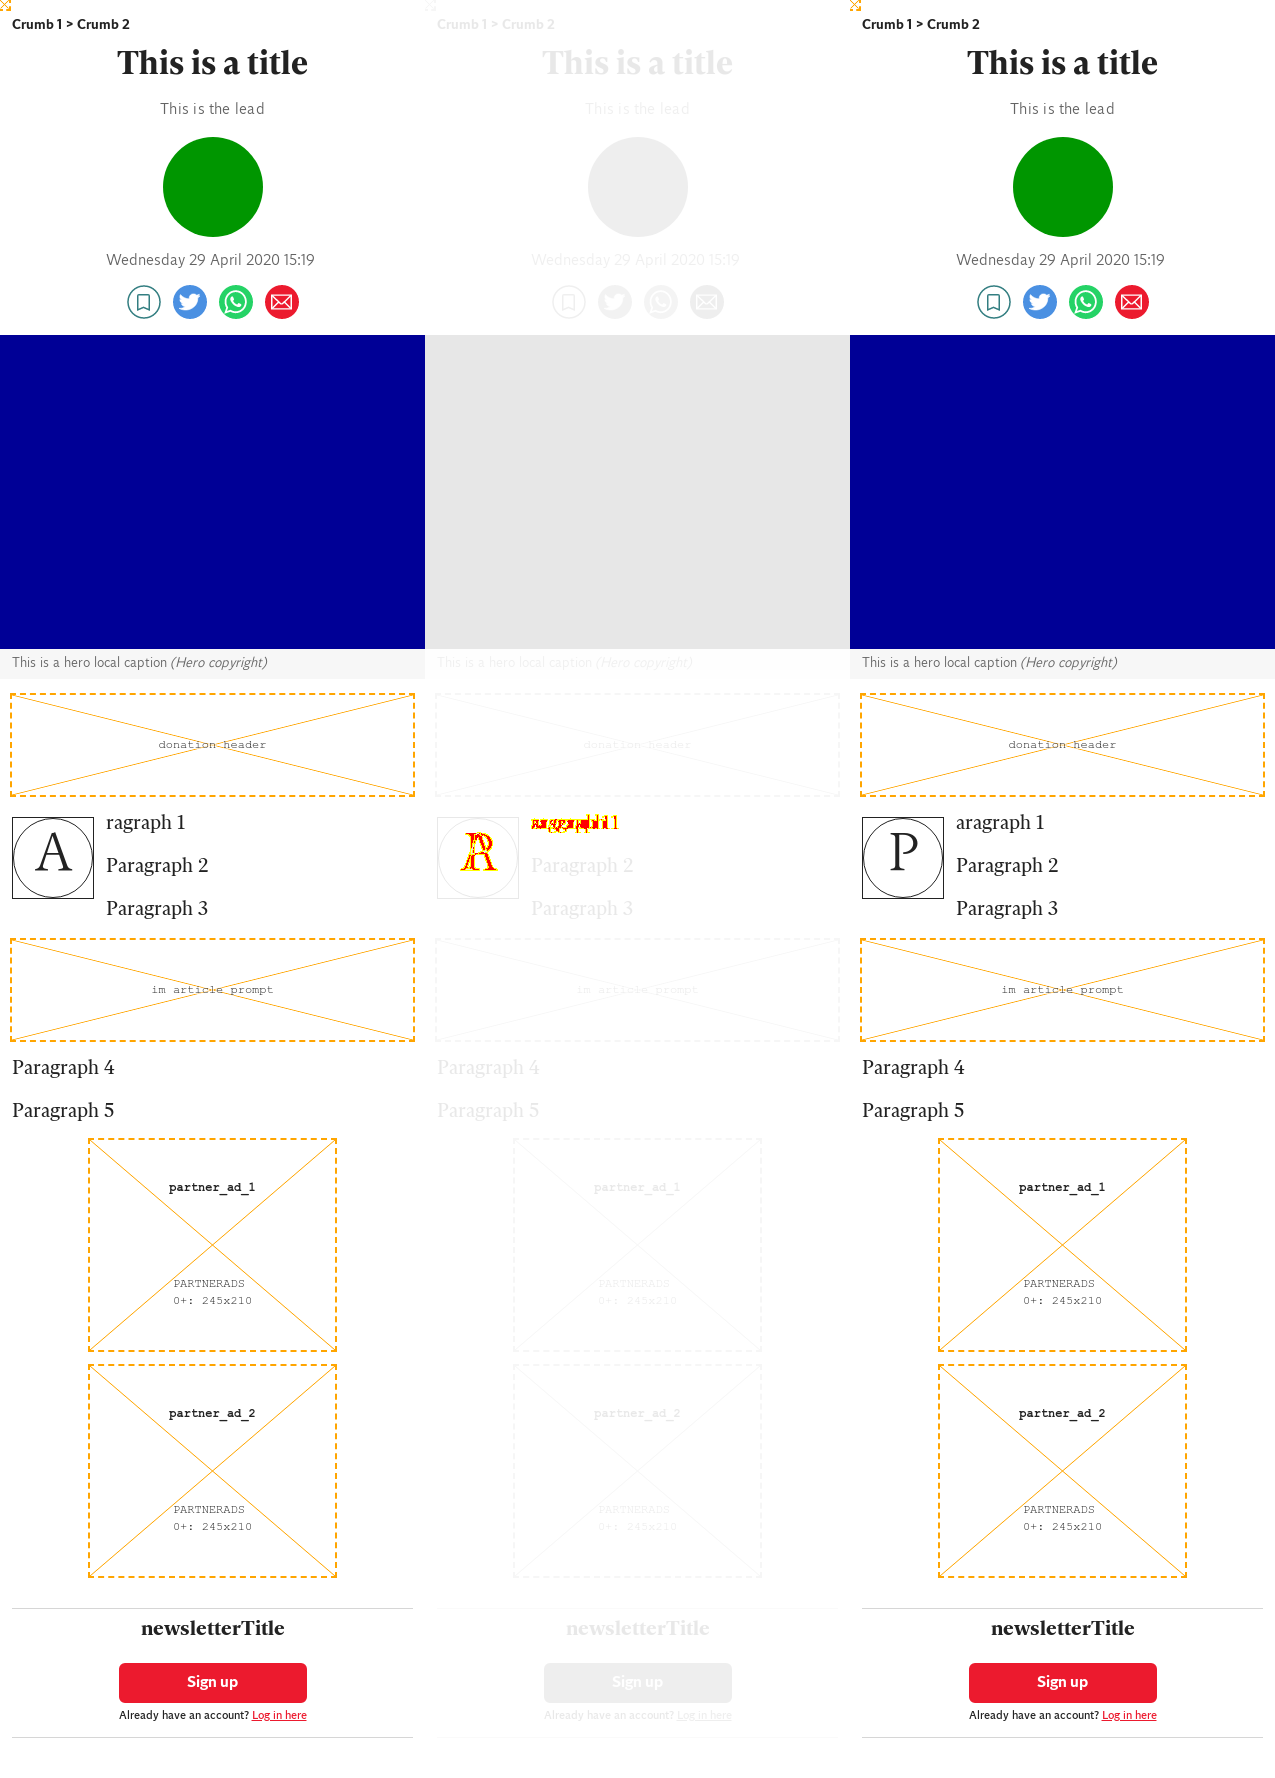 Crumb 1 > Crumb 2
This is a title
This is the lead
Wednesday 29 April 2020 15:19
This is a hero local caption (Hero copyright)
donation header
A
ragraph 1
Paragraph 2
Paragraph 3
im article prompt
Paragraph 4
Paragraph 5
partner_ad_1
PARTNERADS
0+: 245x210
partner_ad_2
PARTNERADS
0+: 245x210
newsletterTitle
Sign up
Already have an account? Log in here
Crumb 1 > Crumb 2
This is a title
This is the lead
Wednesday 29 April 2020 15:19
This is a hero local caption (Hero copyright)
donation header
Paragraph 2
Paragraph 3
im article prompt
Paragraph 4
Paragraph 5
partner_ad_1
PARTNERADS
0+: 245x210
partner_ad_2
PARTNERADS
0+: 245x210
newsletterTitle
Sign up
Already have an account? Log in here
Crumb 1 > Crumb 2
This is a title
This is the lead
Wednesday 29 April 2020 15:19
This is a hero local caption (Hero copyright)
donation header
P
aragraph 1
Paragraph 2
Paragraph 3
im article prompt
Paragraph 4
Paragraph 5
partner_ad_1
PARTNERADS
0+: 245x210
partner_ad_2
PARTNERADS
0+: 245x210
newsletterTitle
Sign up
Already have an account? Log in here